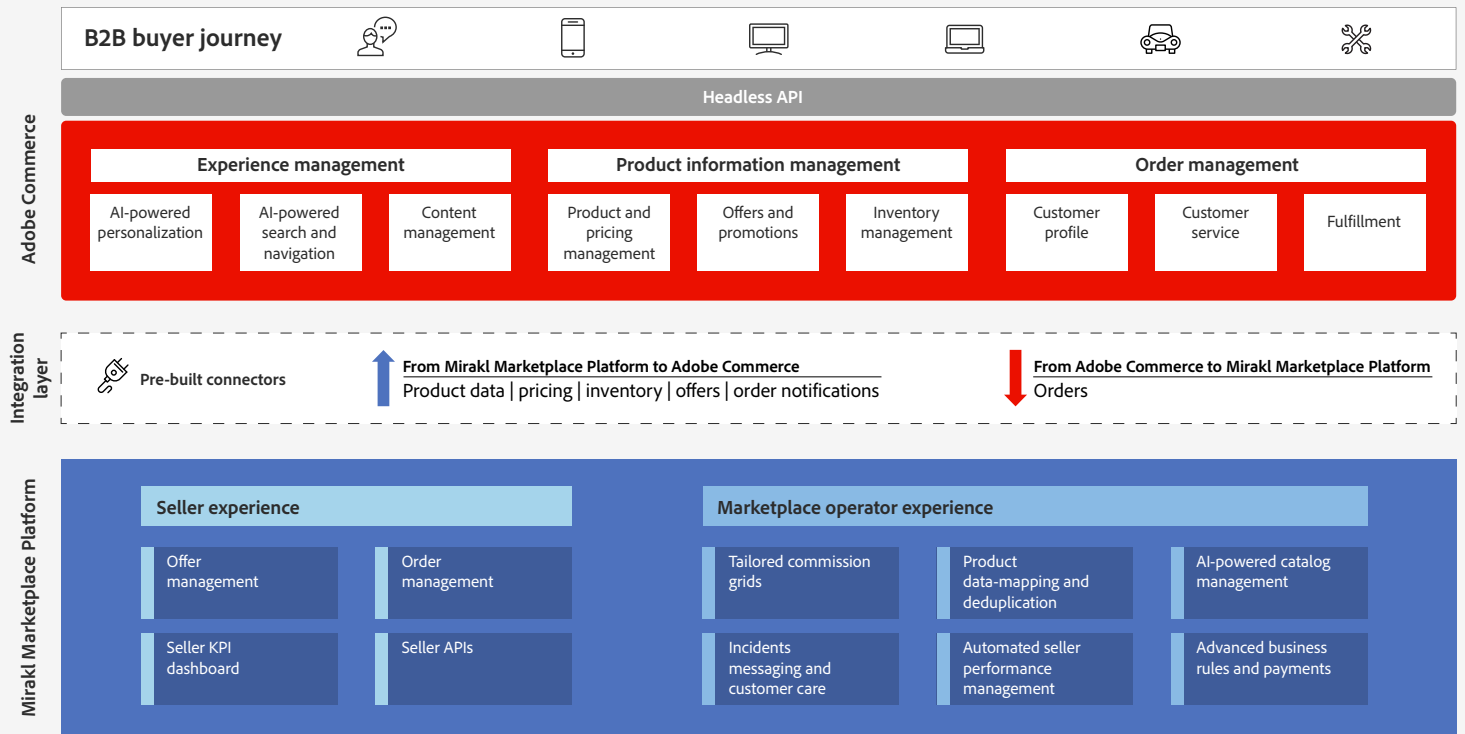 B2B buyer journey
Headless API
Adobe Commerce
Experience management
AI-powered
personalization
AI-powered
search and
navigation
Content
management
Product information management
Product and
pricing
management
Offers and
promotions
Inventory
management
Order management
Customer
profile
Customer
service
Fulfillment
Integration
layer
Pre-built connectors
From Mirakl Marketplace Platform to Adobe Commerce
Product data | pricing | inventory | offers | order notifications
From Adobe Commerce to Mirakl Marketplace Platform
Orders
Mirakl Marketplace Platform
Seller experience
Offer
management
Order
management
Seller KPI
dashboard
Seller APIs
Marketplace operator experience
Tailored commission
grids
Product
data-mapping and
deduplication
AI-powered catalog
management
Incidents
messaging and
customer care
Automated seller
performance
management
Advanced business
rules and payments